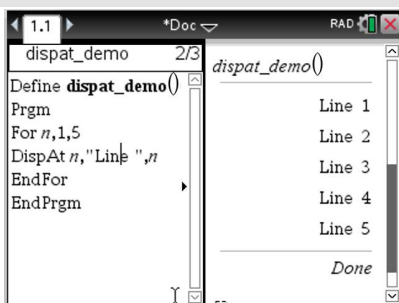 1.1 *Doc RAD
dispat_demo 2/3
Define dispat_demo()
Prgm
For n,1,5
DispAt n,"Line ",n
EndFor
EndPrgm
dispat_demo()
Line 1
Line 2
Line 3
Line 4
Line 5
Done